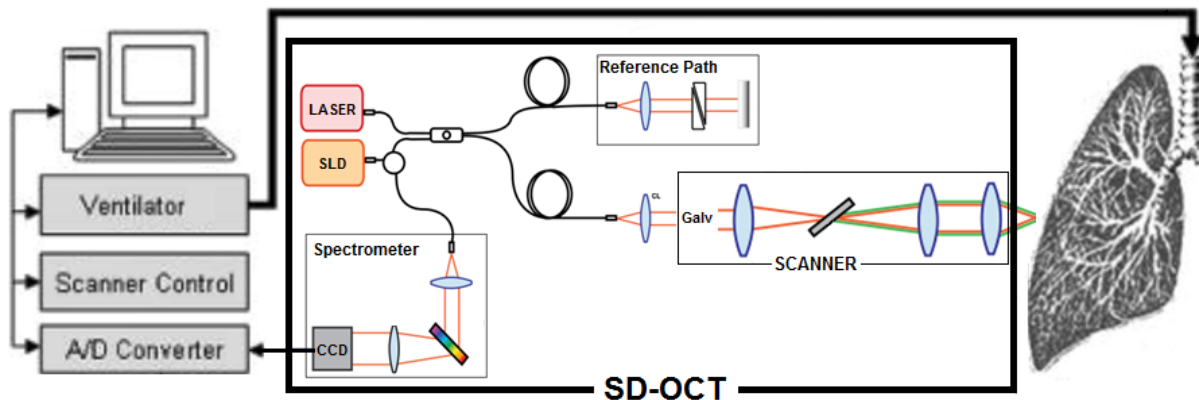 Reference Path
LASER
SLD
Ventilator
CL
Galv
Spectrometer
SCANNER
Scanner Control
A/D Converter
CCD
SD-OCT